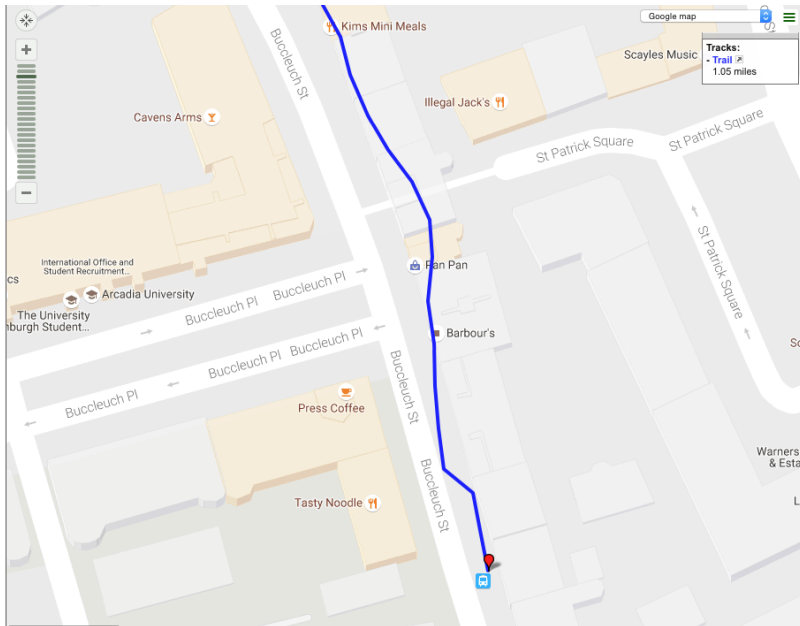 Google map
Tracks:
- Trail
1.05 miles
Kims Mini Meals
Buccleuch St
Scayles Music
Illegal Jack's
Cavens Arms
St Patrick Square
St Patrick Square
St Patrick Square
International Office and
Student Recruitment...
Pan Pan
cs
Arcadia University
Buccleuch Pl
Buccleuch Pl
The University
nburgh Student...
Barbour's
Buccleuch Pl
Buccleuch Pl
Buccleuch Pl
Buccleuch St
Press Coffee
Warners
& Esta
Buccleuch St
Tasty Noodle